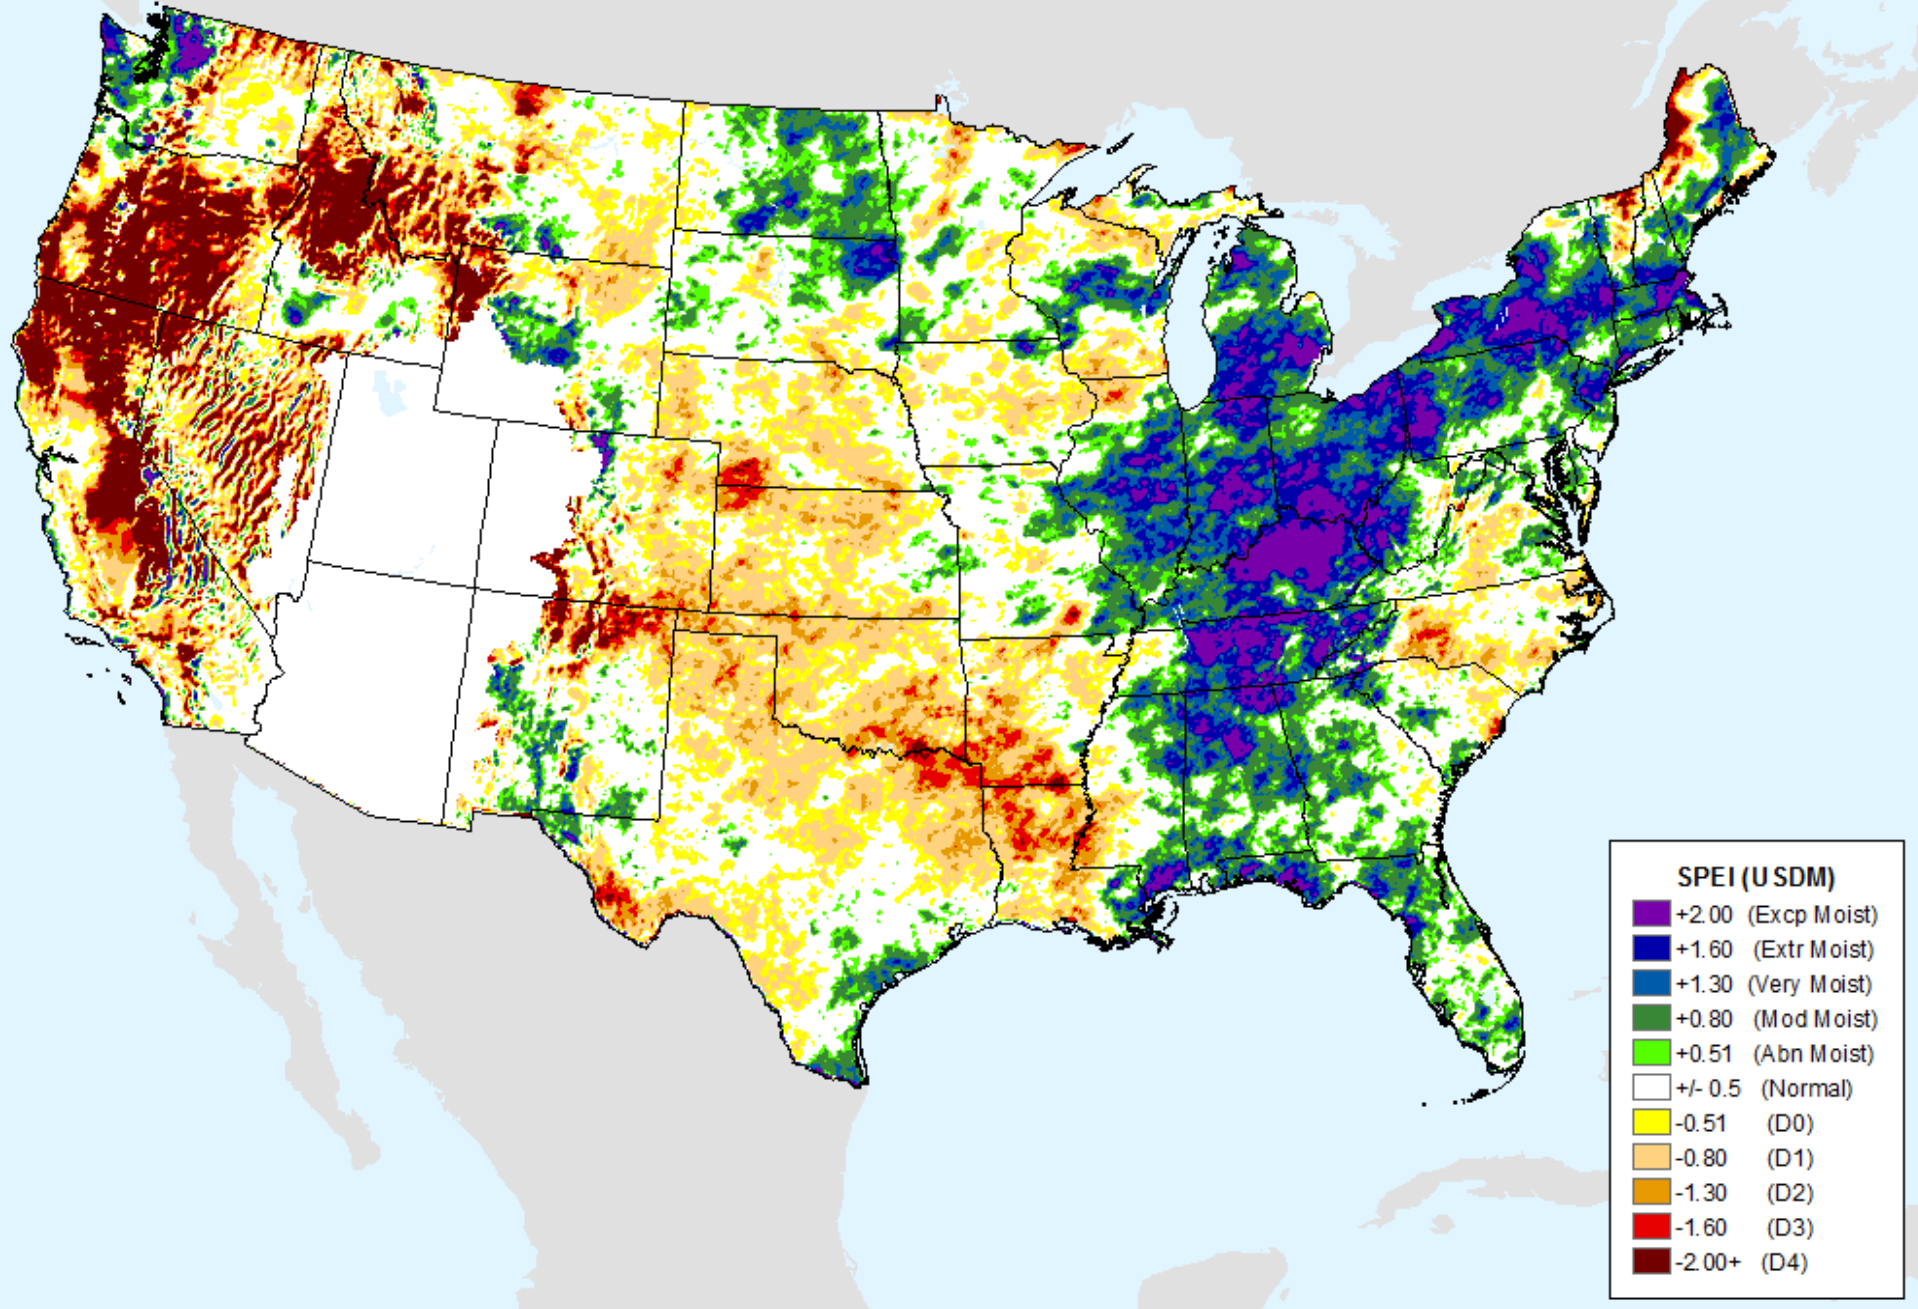 SPEI (USDM)
+2.00 (Excp Moist)
+1.60 (Extr Moist)
+1.30 (Very Moist)
+0.80 (Mod Moist)
+0.51 (Abn Moist)
+/- 0.5 (Normal)
-0.51 (D0)
-0.80 (D1)
-1.30 (D2)
-1.60 (D3)
-2.00+ (D4)